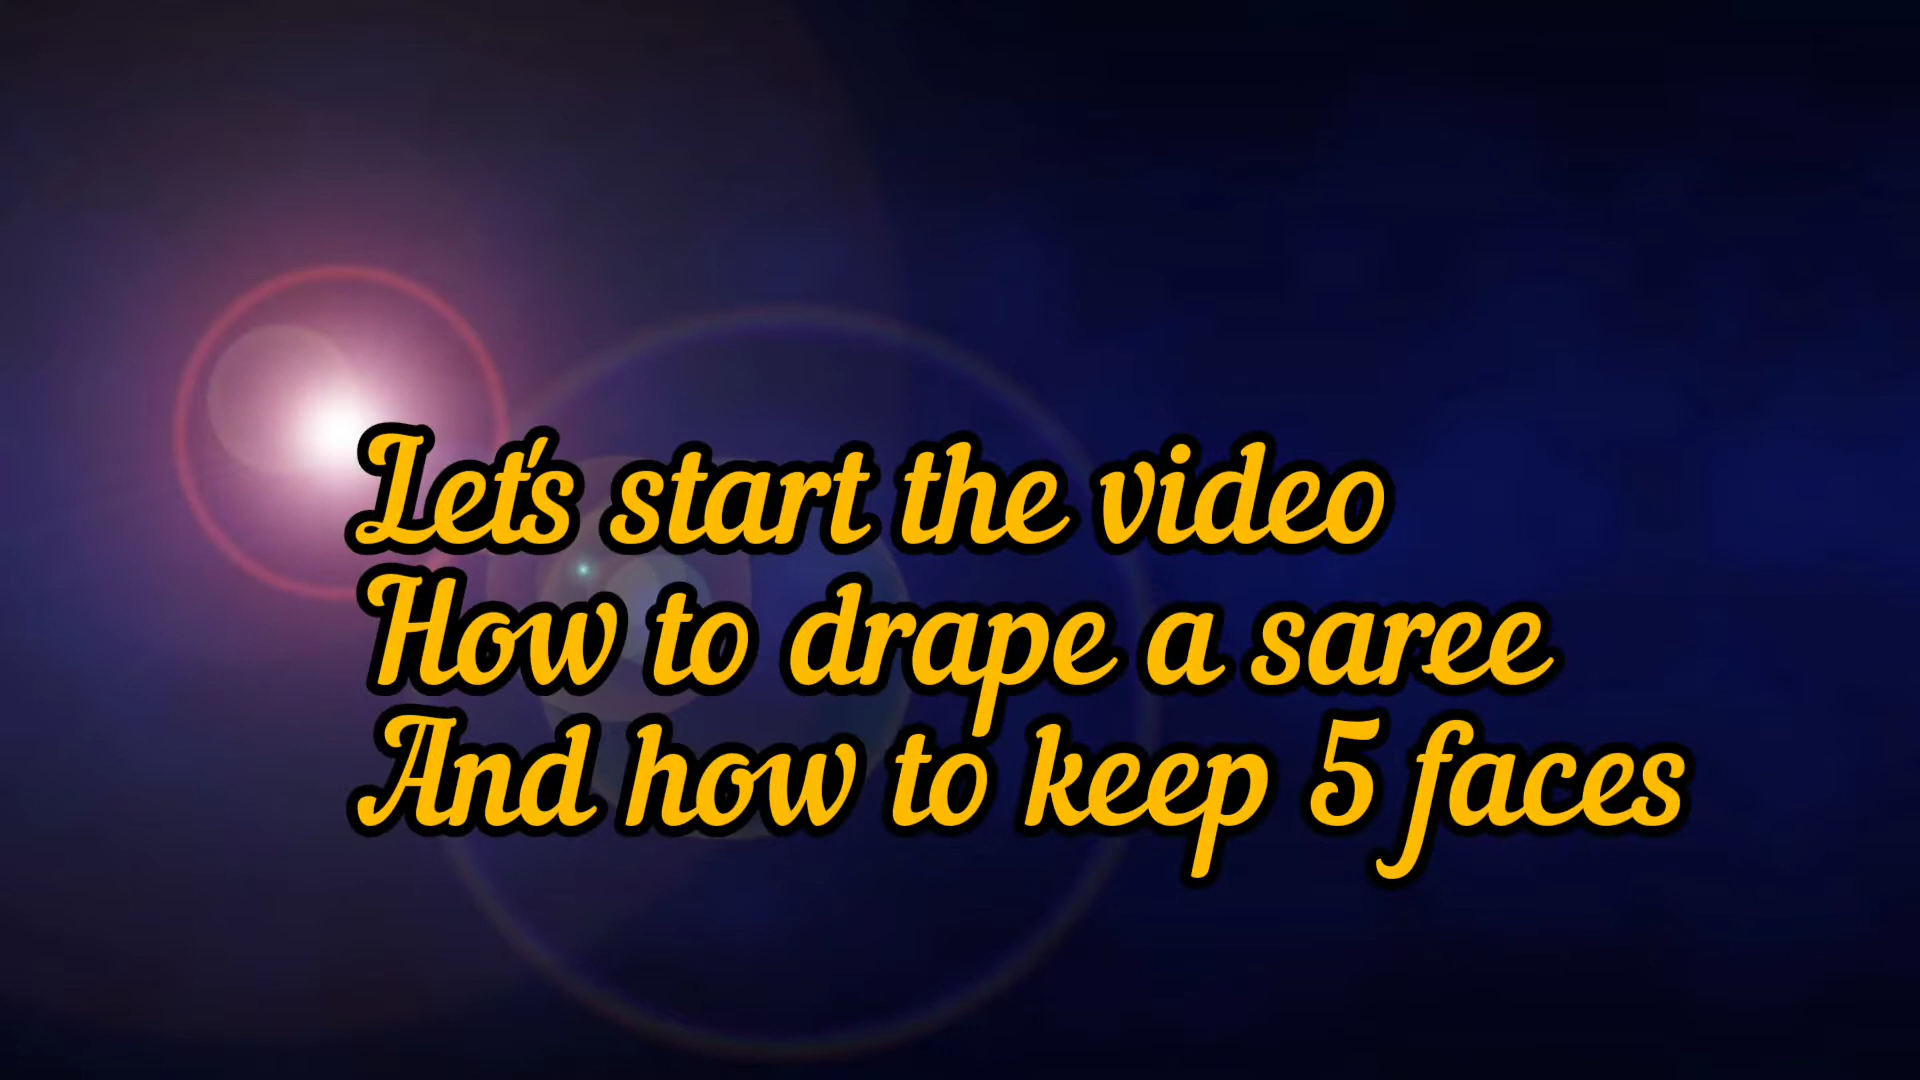 Let's start the video
How to drape a saree
And how to keep 5 faces